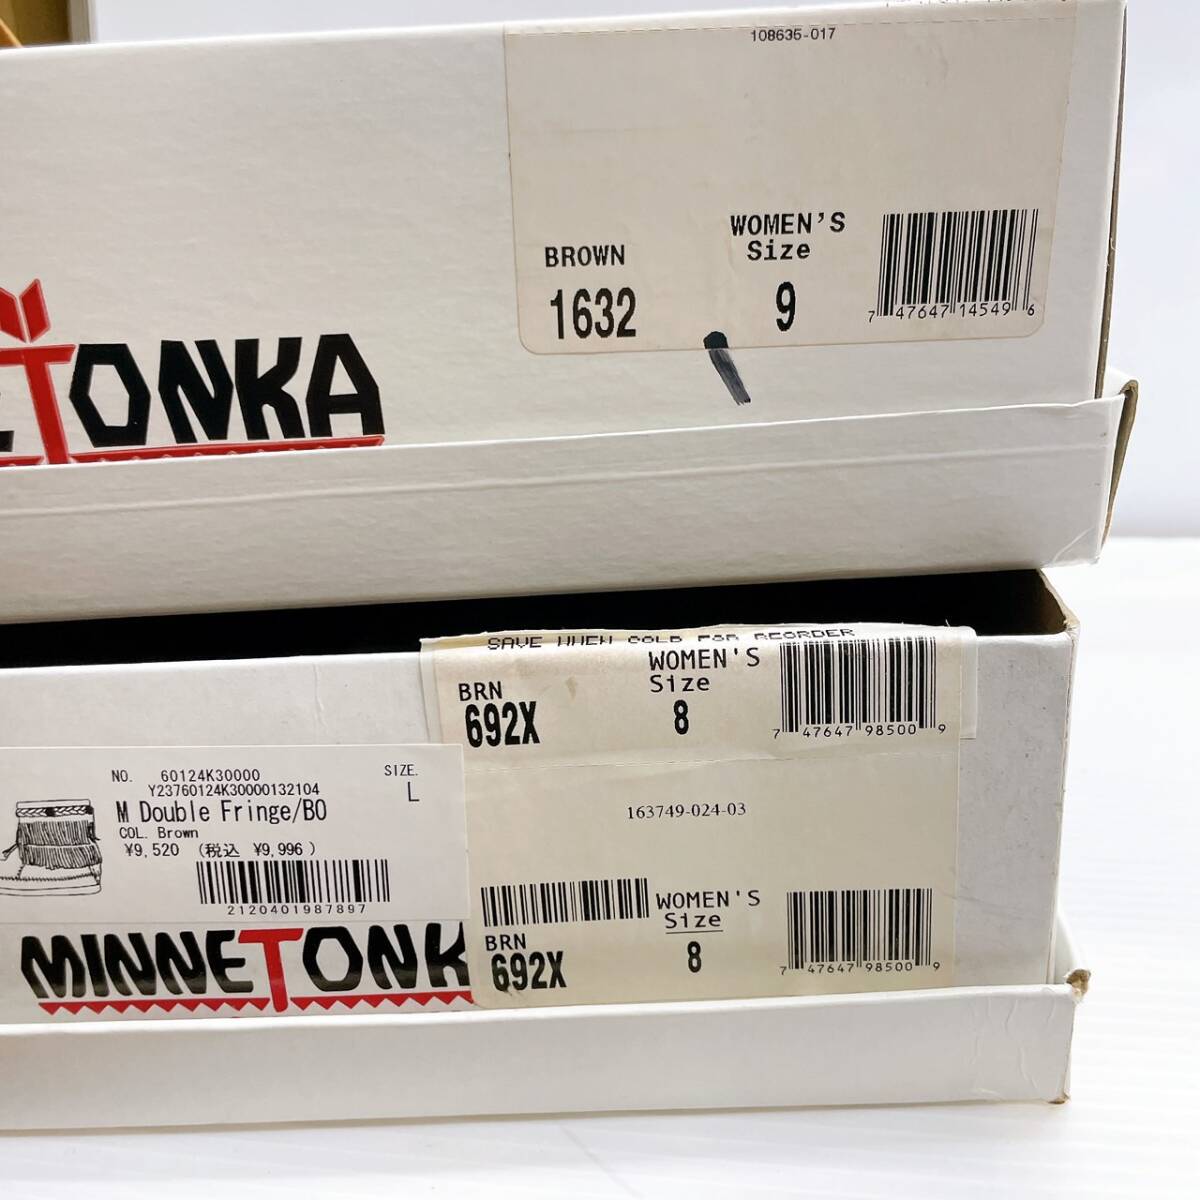 108635-017
WOMEN'S
Size
BROWN
1632
9
7 47647 14549 6
ETONKA
SAVE WHEN SOLD FOR REORDER
WOMEN'S
Size
BRN
692X
8
7 47647 98500 9
NO. 60124K30000
SIZE.
Y23760124K30000132104
L
M Double Fringe/BO
COL. Brown
¥9,520 (税込 ¥9,996 )
2120401987897
163749-024-03
WOMEN'S
Size
BRN
692X
8
7 47647 98500 9
MINNETONK